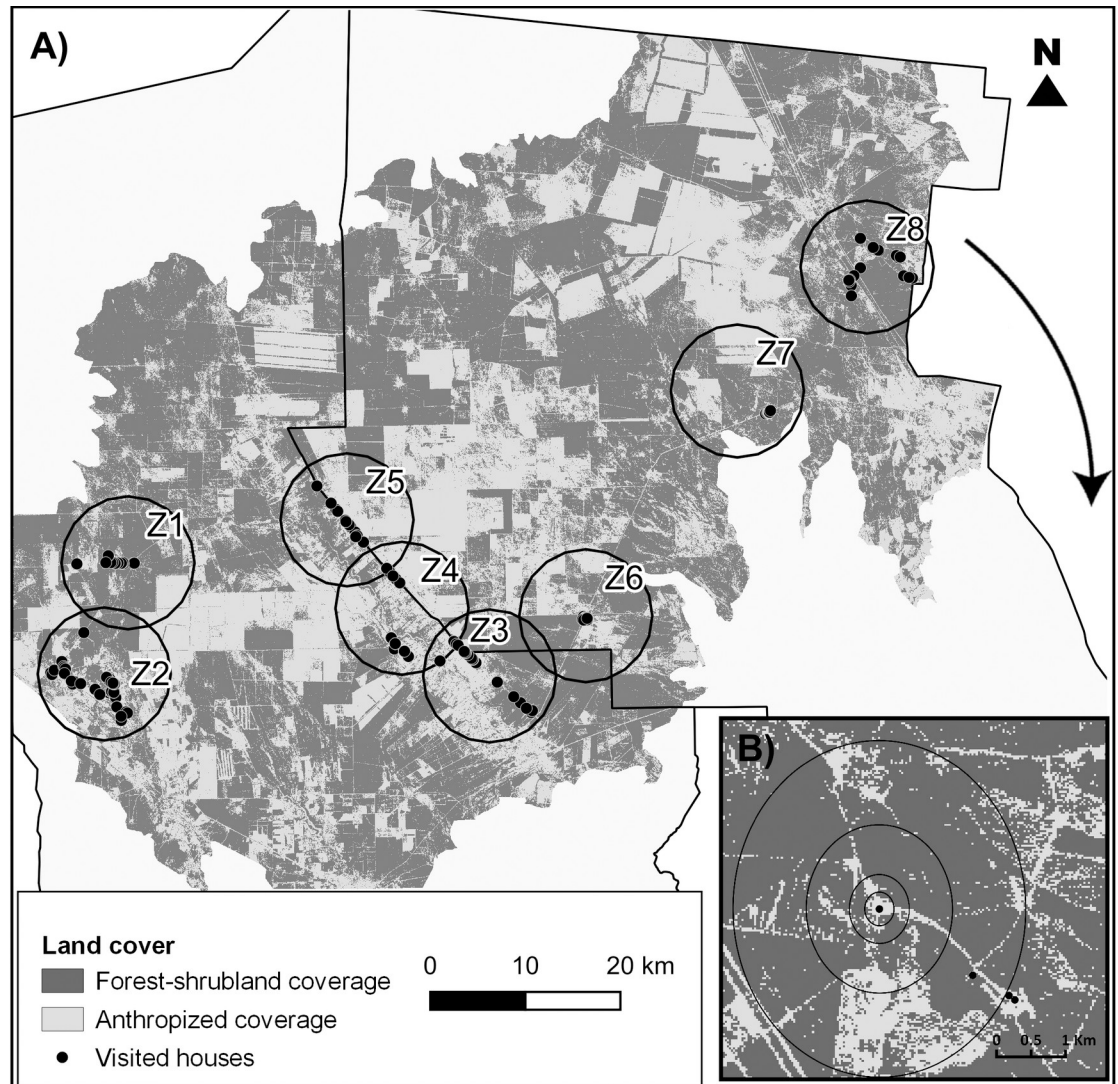 A)
N
Z8
Z7
Z5
Z1
Z4
Z6
Z3
Z2
B)
Land cover
Forest-shrubland coverage
Anthropized coverage
Visited houses
0 10 20 km
0 0.5 1 Km